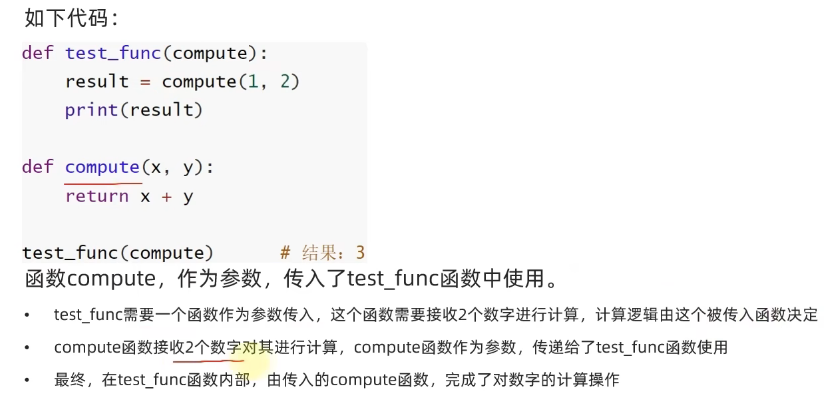 如下代码：
def test_func(compute):
    result = compute(1, 2)
    print(result)
def compute(x, y):
    return x + y
test_func(compute)      # 结果：3
函数compute，作为参数，传入了test_func函数中使用。
• test_func需要一个函数作为参数传入，这个函数需要接收2个数字进行计算，计算逻辑由这个被传入函数决定
• compute函数接收2个数字对其进行计算，compute函数作为参数，传递给了test_func函数使用
• 最终，在test_func函数内部，由传入的compute函数，完成了对数字的计算操作